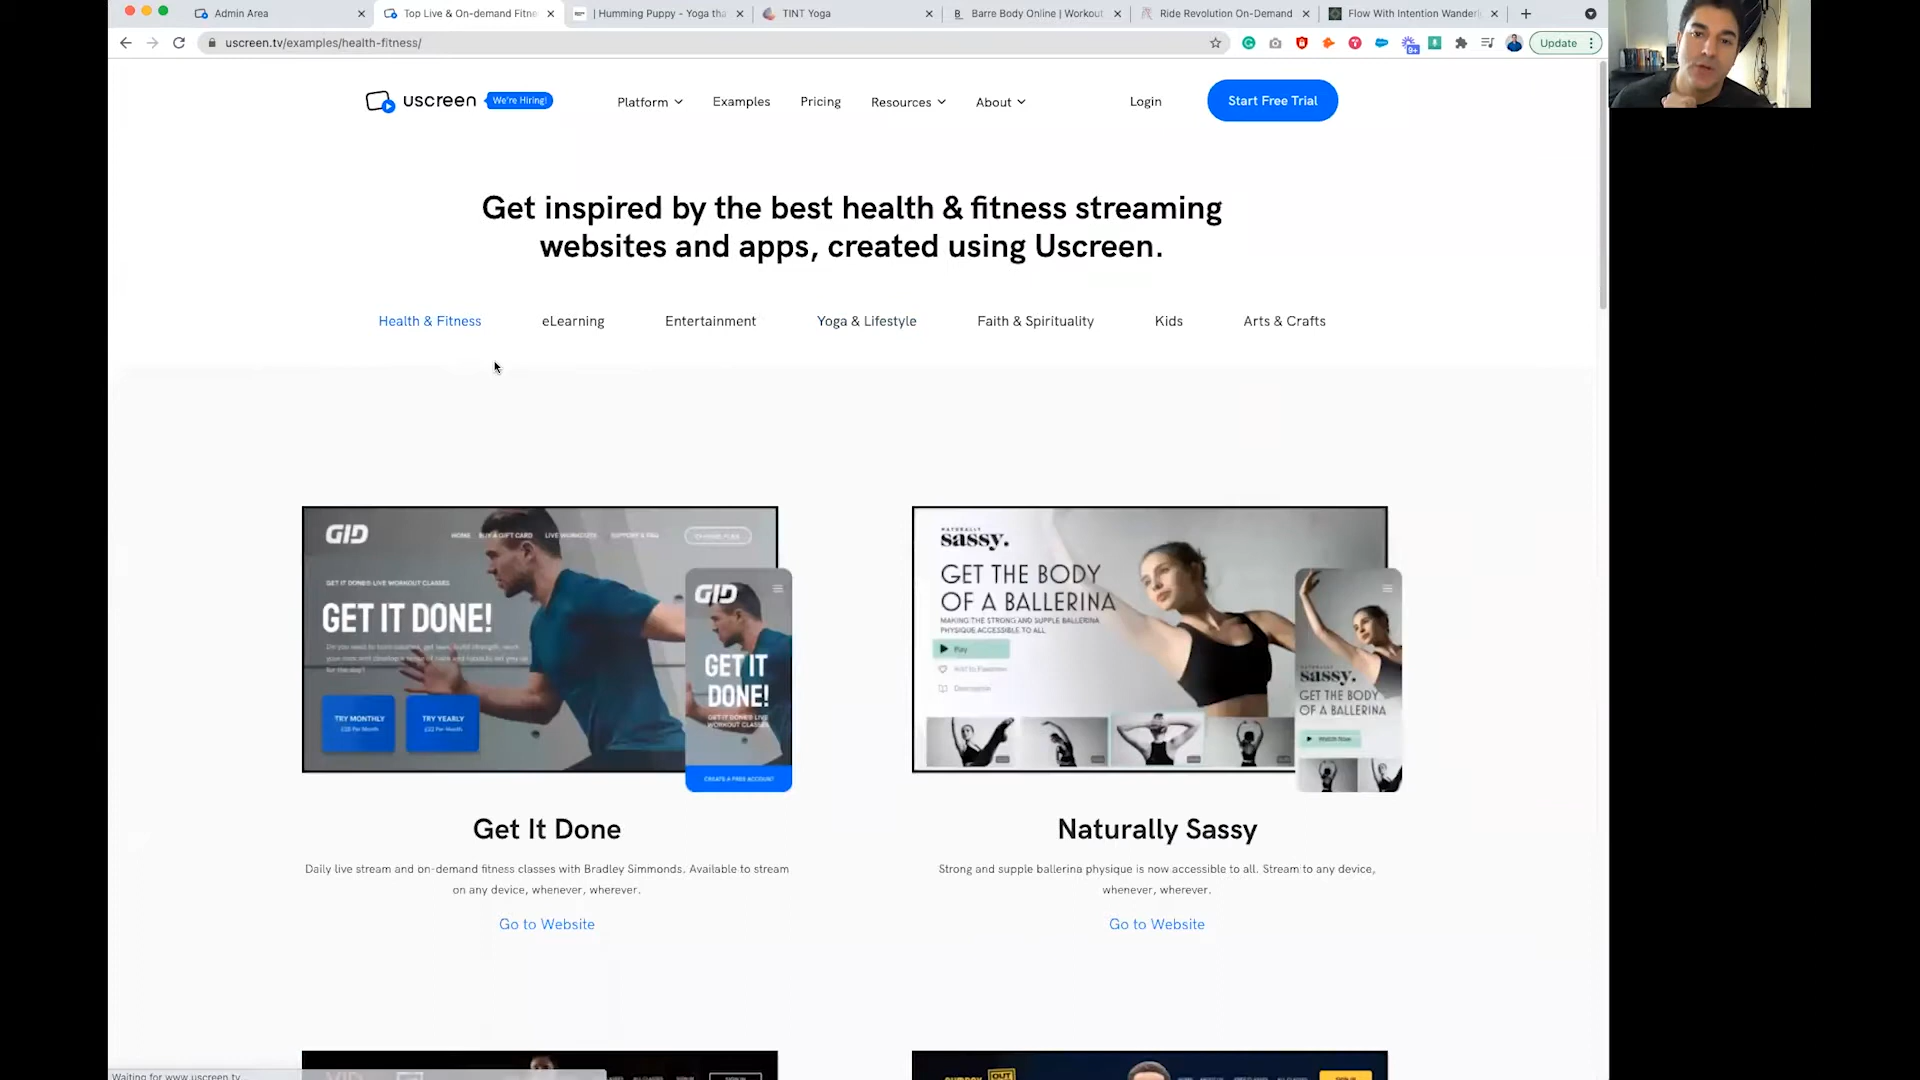 Admin Area
Top Live & On-demand Fitne
| Humming Puppy - Yoga tha
TINT Yoga
Barre Body Online | Workout
Ride Revolution On-Demand
Flow With Intention Wander
uscreen.tv/examples/health-fitness/
Update
uscreen
We're Hiring!
Platform
Examples
Pricing
Resources
About
Login
Start Free Trial
Get inspired by the best health & fitness streaming
websites and apps, created using Uscreen.
Health & Fitness
eLearning
Entertainment
Yoga & Lifestyle
Faith & Spirituality
Kids
Arts & Crafts
GID
HOME
BUY A GIFT CARD
LIVE WORKOUTS
SUPPORT & FAQ
GET IT DONE! LIVE WORKOUT CLASSES
GET IT DONE!
TRY MONTHLY
TRY YEARLY
GID
GET IT
DONE!
GET IT DONE! LIVE
WORKOUT CLASSES
CREATE A FREE ACCOUNT
NATURALLY
sassy.
GET THE BODY
OF A BALLERINA
MAKING THE STRONG AND SUPPLE BALLERINA
PHYSIQUE ACCESSIBLE TO ALL
Play
Add to Favorites
Description
sassy.
GET THE BODY
OF A BALLERINA
Watch Now
Get It Done
Daily live stream and on-demand fitness classes with Bradley Simmonds. Available to stream
on any device, whenever, wherever.
Go to Website
Naturally Sassy
Strong and supple ballerina physique is now accessible to all. Stream to any device,
whenever, wherever.
Go to Website
OUT
Waiting for www.uscreen.tv...